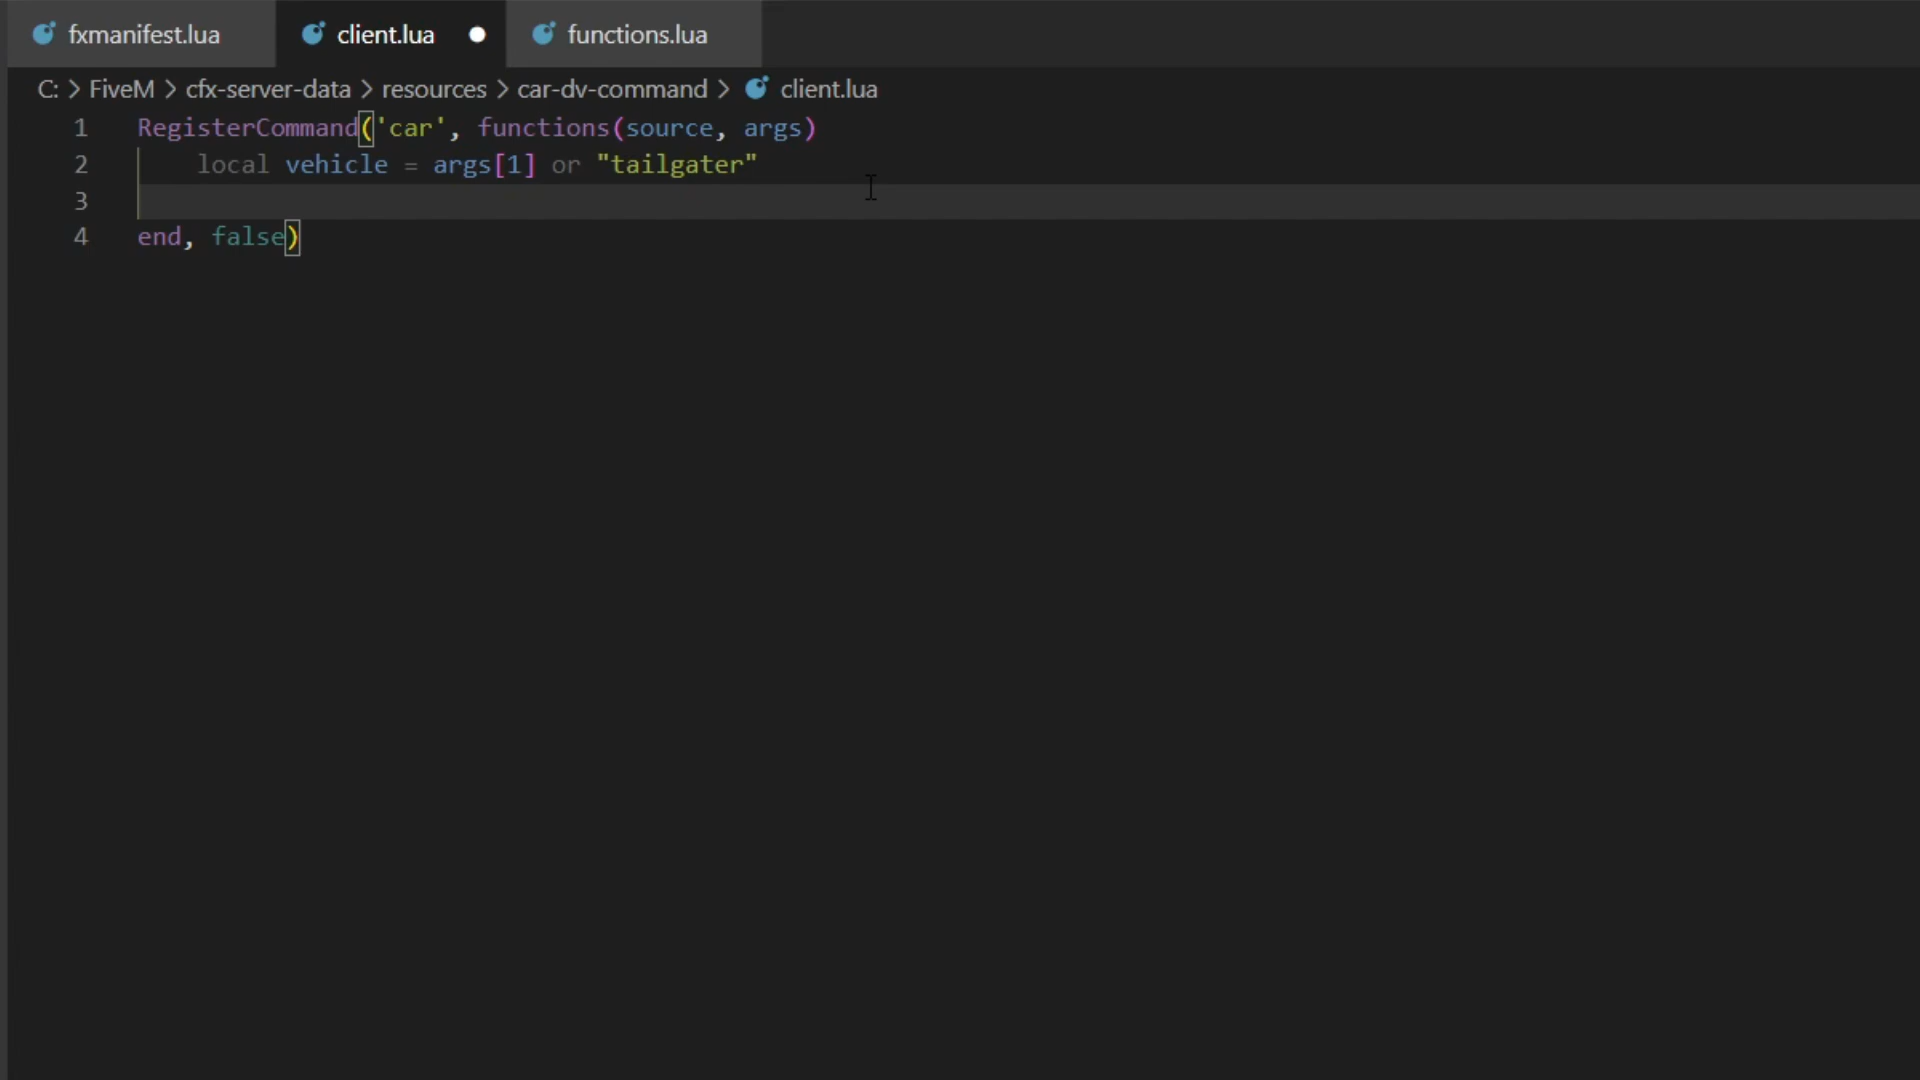 fxmanifest.lua client.lua functions.lua
C: > FiveM > cfx-server-data > resources > car-dv-command > client.lua
1 RegisterCommand('car', functions(source, args)
2 local vehicle = args[1] or "tailgater"
3
4 end, false)